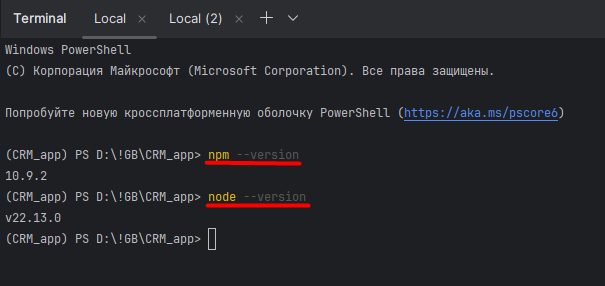 Terminal Local × Local (2) ×
Windows PowerShell
(C) Корпорация Майкрософт (Microsoft Corporation). Все права защищены.
Попробуйте новую кроссплатформенную оболочку PowerShell (https://aka.ms/pscore6)
(CRM_app) PS D:\!GB\CRM_app> npm --version
10.9.2
(CRM_app) PS D:\!GB\CRM_app> node --version
v22.13.0
(CRM_app) PS D:\!GB\CRM_app>